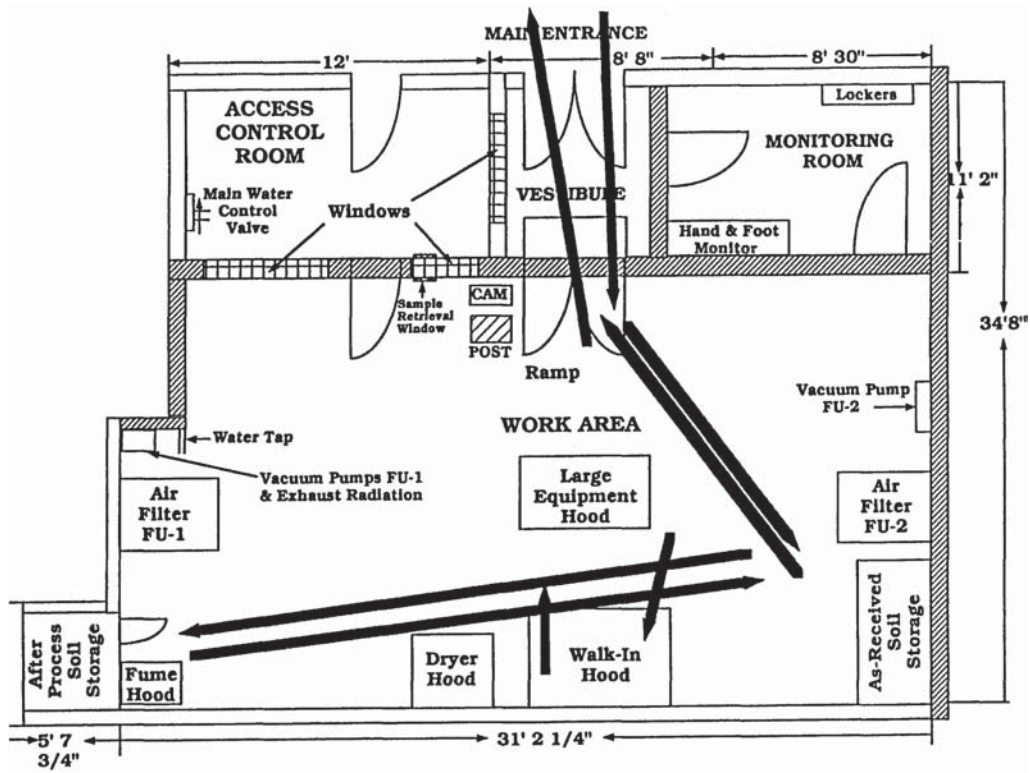 MAIN ENTRANCE
12'
8' 8"
8' 30"
ACCESS
CONTROL
ROOM
Lockers
MONITORING
ROOM
11' 2"
Main Water
Control
Valve
Windows
VESTIBULE
Hand & Foot
Monitor
CAM
Sample
Retrieval
Window
POST
34'8"
Ramp
Vacuum Pump
FU-2
WORK AREA
Water Tap
Vacuum Pumps FU-1
& Exhaust Radiation
Air
Filter
FU-1
Large
Equipment
Hood
Air
Filter
FU-2
After
Process
Soil
Storage
Fume
Hood
Dryer
Hood
Walk-In
Hood
As-Received
Soil
Storage
5' 7
3/4"
31' 2 1/4"